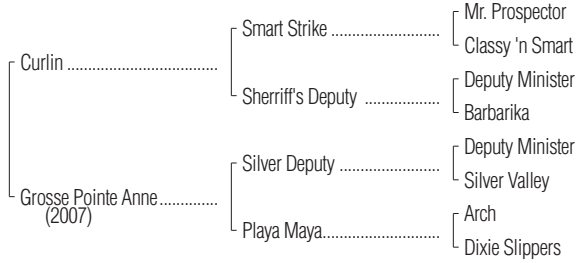 Mr. Prospector
Smart Strike ......................
Classy 'n Smart
Curlin ..............................
Deputy Minister
Sherriff's Deputy ...............
Barbarika
Deputy Minister
Silver Deputy ....................
Silver Valley
Grosse Pointe Anne............
(2007)
Arch
Playa Maya.......................
Dixie Slippers